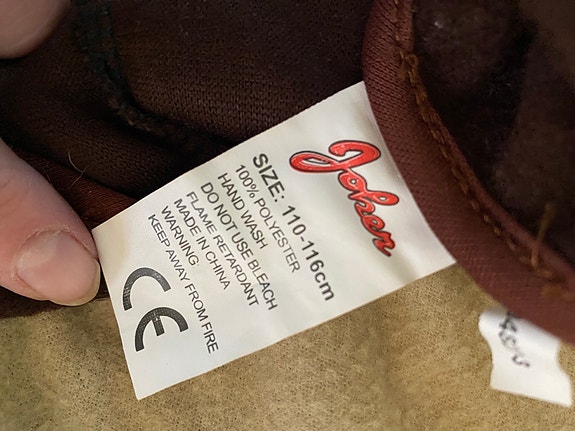 Joker
SIZE: 110-116cm
100% POLYESTER
HAND WASH
DO NOT USE BLEACH
FLAME RETARDANT
MADE IN CHINA
WARNING
KEEP AWAY FROM FIRE
CE